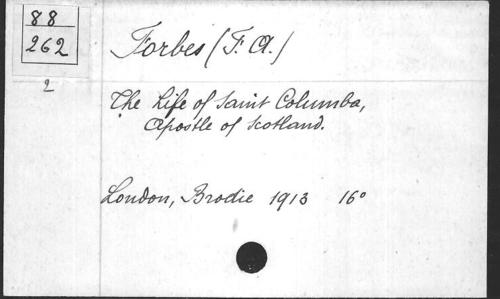 88
262
2
Forbes (F. A.)
The Life of Saint Columba,
Apostle of Scotland.
London, Brodie 1913 16°